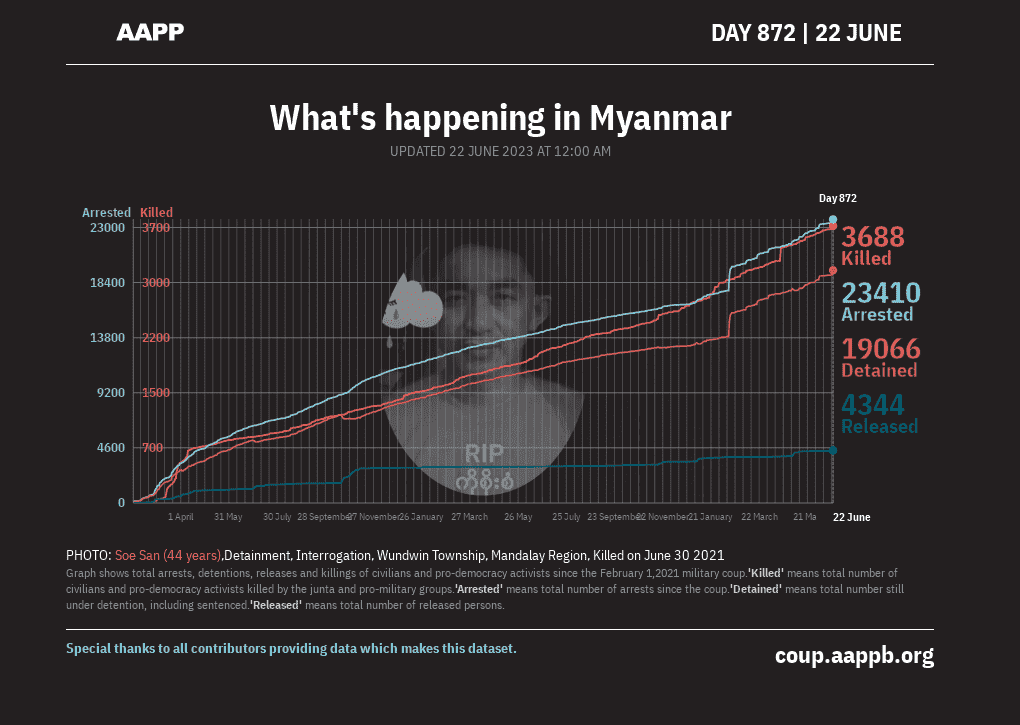 AAPP
DAY 872 | 22 JUNE
What's happening in Myanmar
UPDATED 22 JUNE 2023 AT 12:00 AM
Day 872
Arrested Killed
23000 3700
18400 3000
13800 2200
9200 1500
4600 700
0
3688
Killed
23410
Arrested
19066
Detained
4344
Released
RIP
1 April 31 May 30 July 28 September 27 November 26 January 27 March 26 May 25 July 23 September 22 November 21 January 22 March 21 Ma 22 June
PHOTO: Soe San (44 years),Detainment, Interrogation, Wundwin Township, Mandalay Region, Killed on June 30 2021
Graph shows total arrests, detentions, releases and killings of civilians and pro-democracy activists since the February 1,2021 military coup.'Killed' means total number of
civilians and pro-democracy activists killed by the junta and pro-military groups.'Arrested' means total number of arrests since the coup.'Detained' means total number still
under detention, including sentenced.'Released' means total number of released persons.
Special thanks to all contributors providing data which makes this dataset.
coup.aappb.org